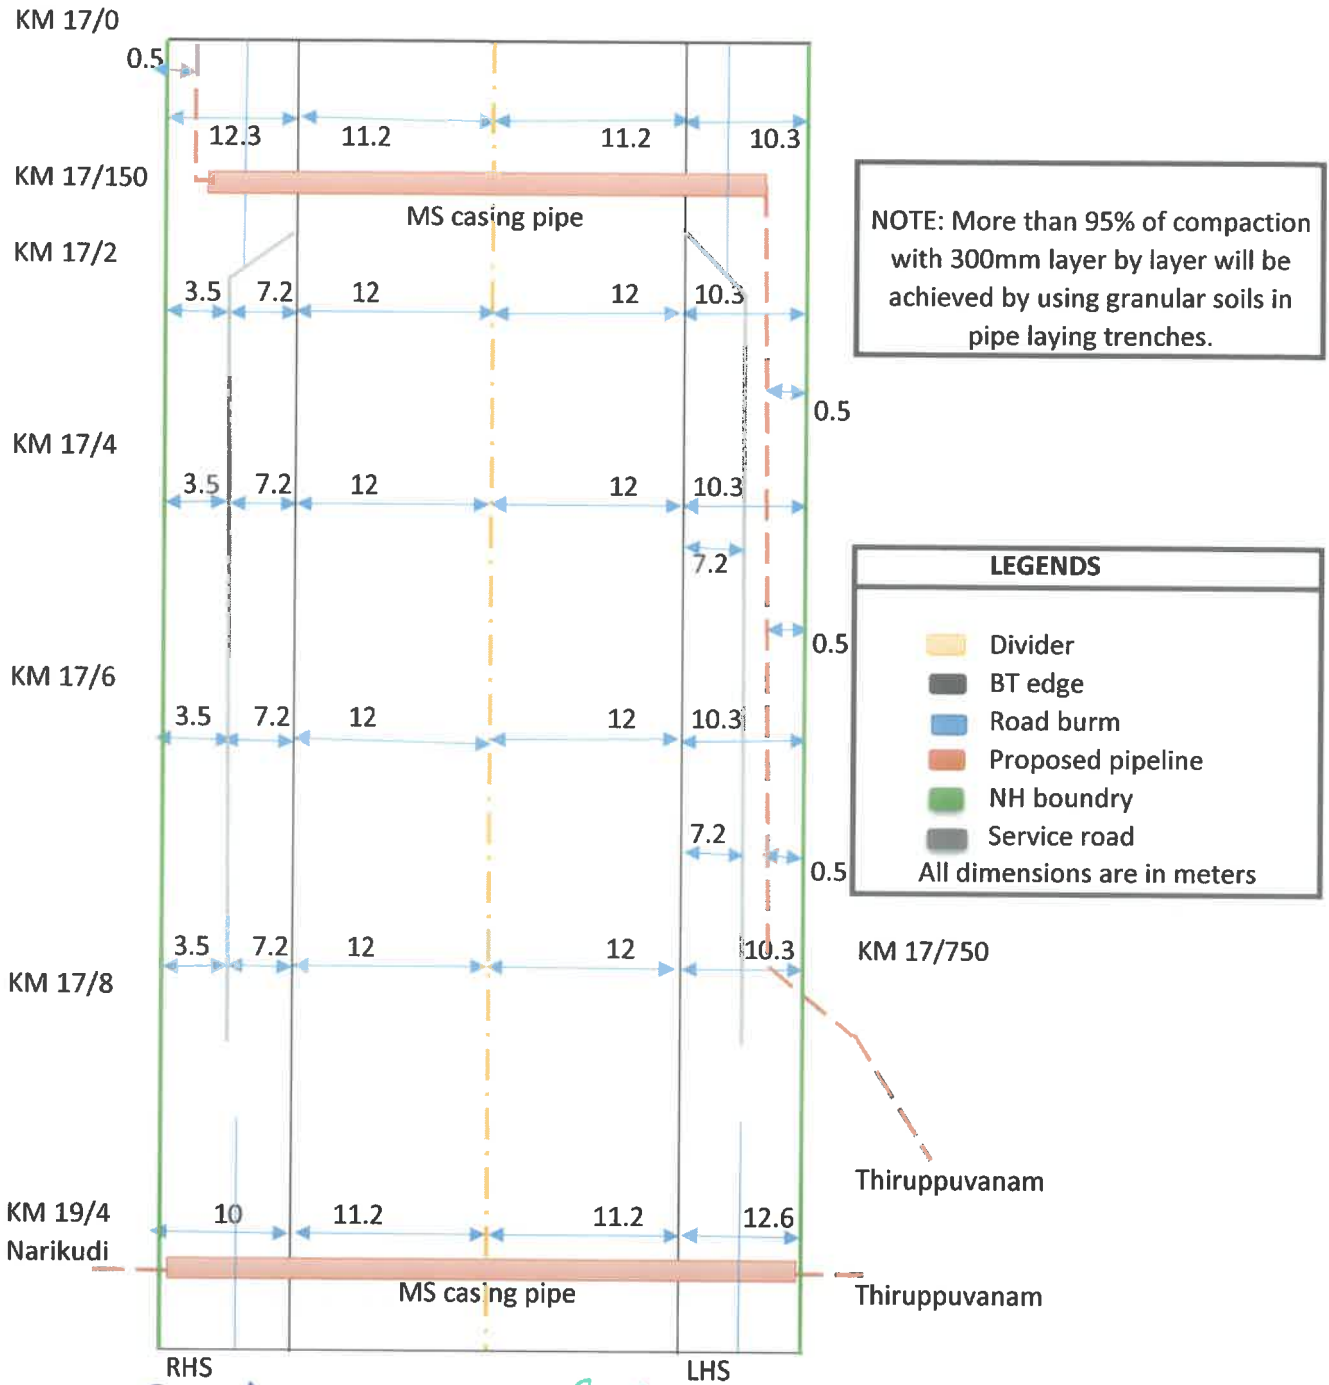 KM 17/0
0.5
12.3 11.2 11.2 10.3
KM 17/150
MS casing pipe
KM 17/2
3.5 7.2 12 12 10.3
0.5
KM 17/4
3.5 7.2 12 12 10.3
7.2
0.5
KM 17/6
3.5 7.2 12 12 10.3
7.2
0.5
3.5 7.2 12 12 10.3
KM 17/750
KM 17/8
Thiruppuvanam
KM 19/4
10 11.2 11.2 12.6
Narikudi
MS casing pipe
Thiruppuvanam
RHS LHS
NOTE: More than 95% of compaction
with 300mm layer by layer will be
achieved by using granular soils in
pipe laying trenches.
LEGENDS
Divider
BT edge
Road burm
Proposed pipeline
NH boundry
Service road
All dimensions are in meters